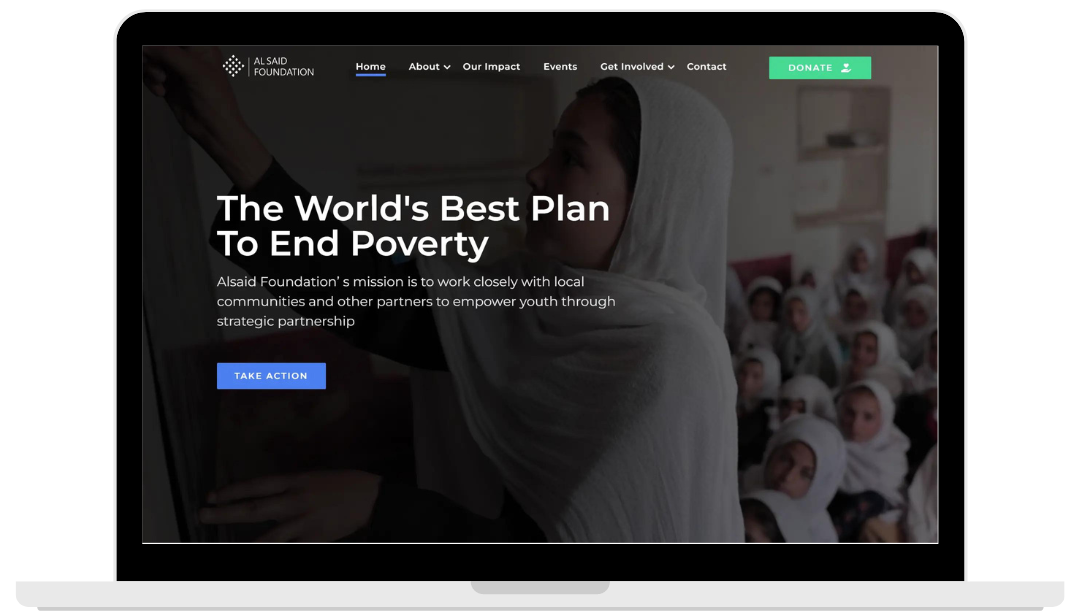 AL SAID
FOUNDATION
Home
About
Our Impact
Events
Get Involved
Contact
DONATE
The World's Best Plan
To End Poverty
Alsaid Foundation' s mission is to work closely with local
communities and other partners to empower youth through
strategic partnership
TAKE ACTION